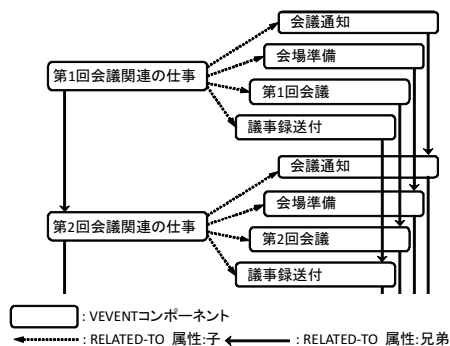 会議通知
会場準備
第1回会議関連の仕事
第1回会議
議事録送付
会議通知
会場準備
第2回会議関連の仕事
第2回会議
議事録送付
: VEVENTコンポーネント
: RELATED-TO 属性:子
: RELATED-TO 属性:兄弟